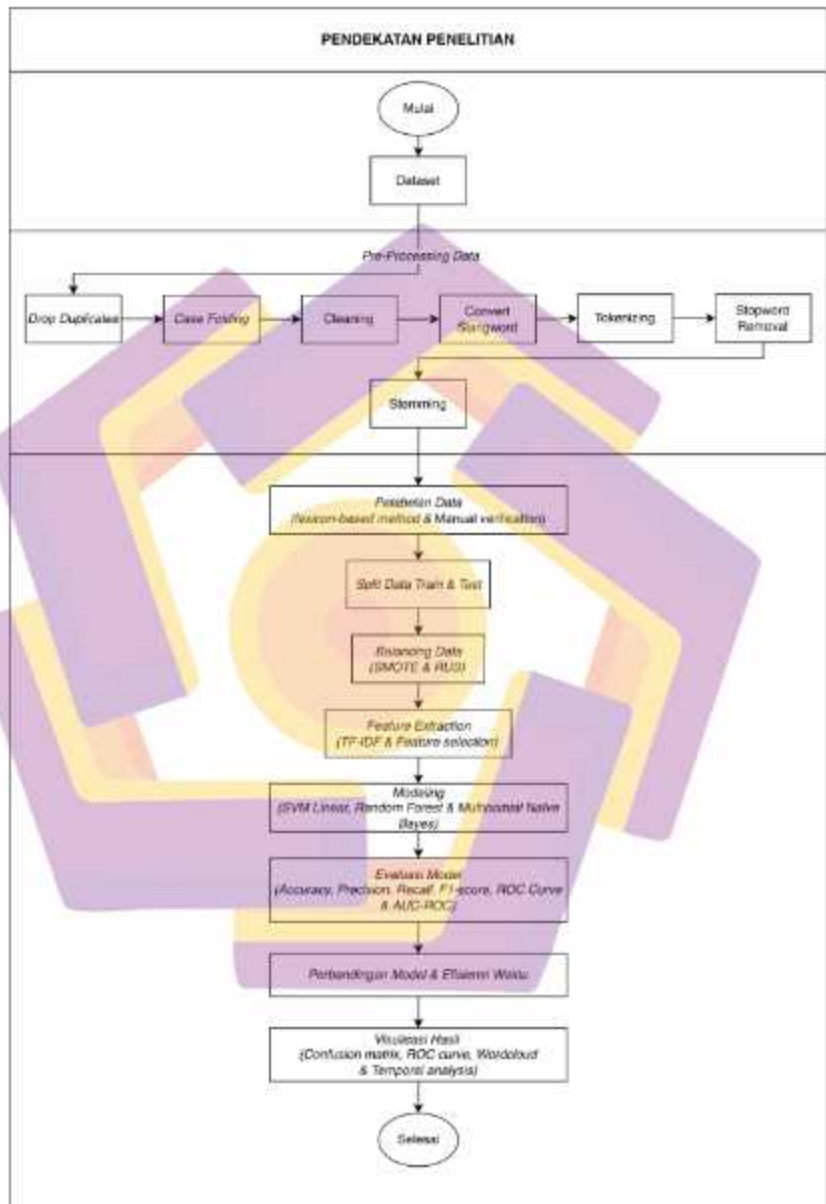 PENDEKATAN PENELITIAN
Mulai
Dataset
Pre-Processing Data
Drop Duplicates
Case Folding
Cleaning
Convert
Slangword
Tokenizing
Stopword
Removal
Stemming
Pelabelan Data
(lexicon-based method & Manual verification)
Split Data Train & Test
Balancing Data
(SMOTE & RUS)
Feature Extraction
(TF-IDF & Feature selection)
Modeling
(SVM Linear, Random Forest & Multinomial Naive
Bayes)
Evaluasi Model
(Accuracy, Precision, Recall, F1-score, ROC Curve
& AUC-ROC)
Perbandingan Model & Efisiensi Waktu
Visulisasi Hasil
(Confusion matrix, ROC curve, Wordcloud
& Temporal analysis)
Selesai